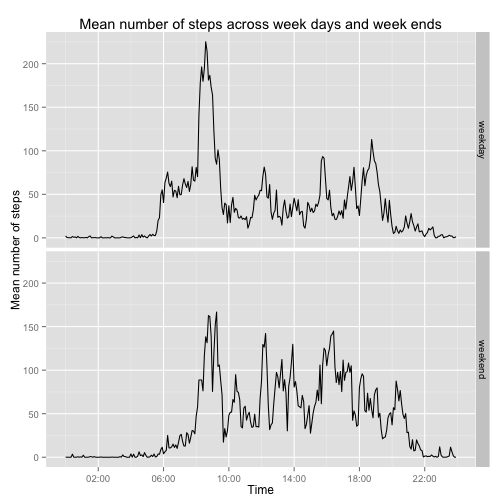 Mean number of steps across week days and week ends
Mean number of steps
200
150
100
50
0
weekday
200
150
100
50
0
weekend
02:00 06:00 10:00 14:00 18:00 22:00
Time